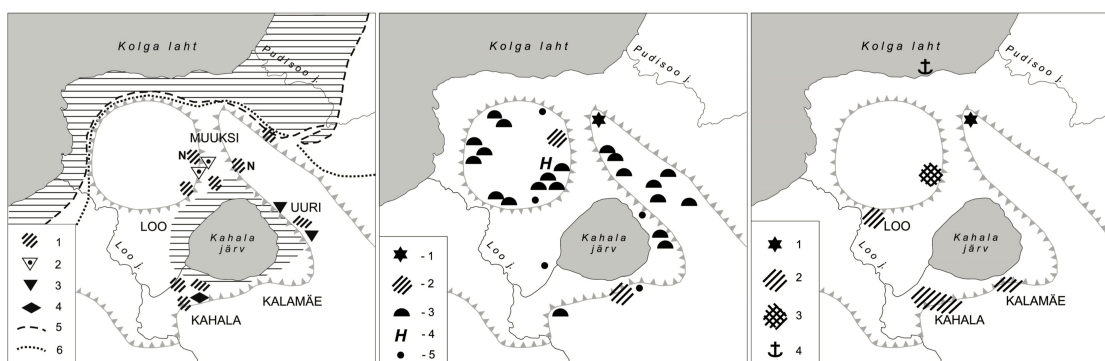 Kolga laht
Pudisoo j.
MUUKSI
N
N
UURI
LOO
Kahala
järv
Loo j.
KALAMÄE
KAHALA
1
2
3
4
5
6
Kolga laht
Pudisoo j.
H
Kahala
järv
Loo j.
- 1
- 2
- 3
H - 4
- 5
Kolga laht
Pudisoo j.
LOO
Kahala
järv
Loo j.
KALAMÄE
KAHALA
1
2
3
4